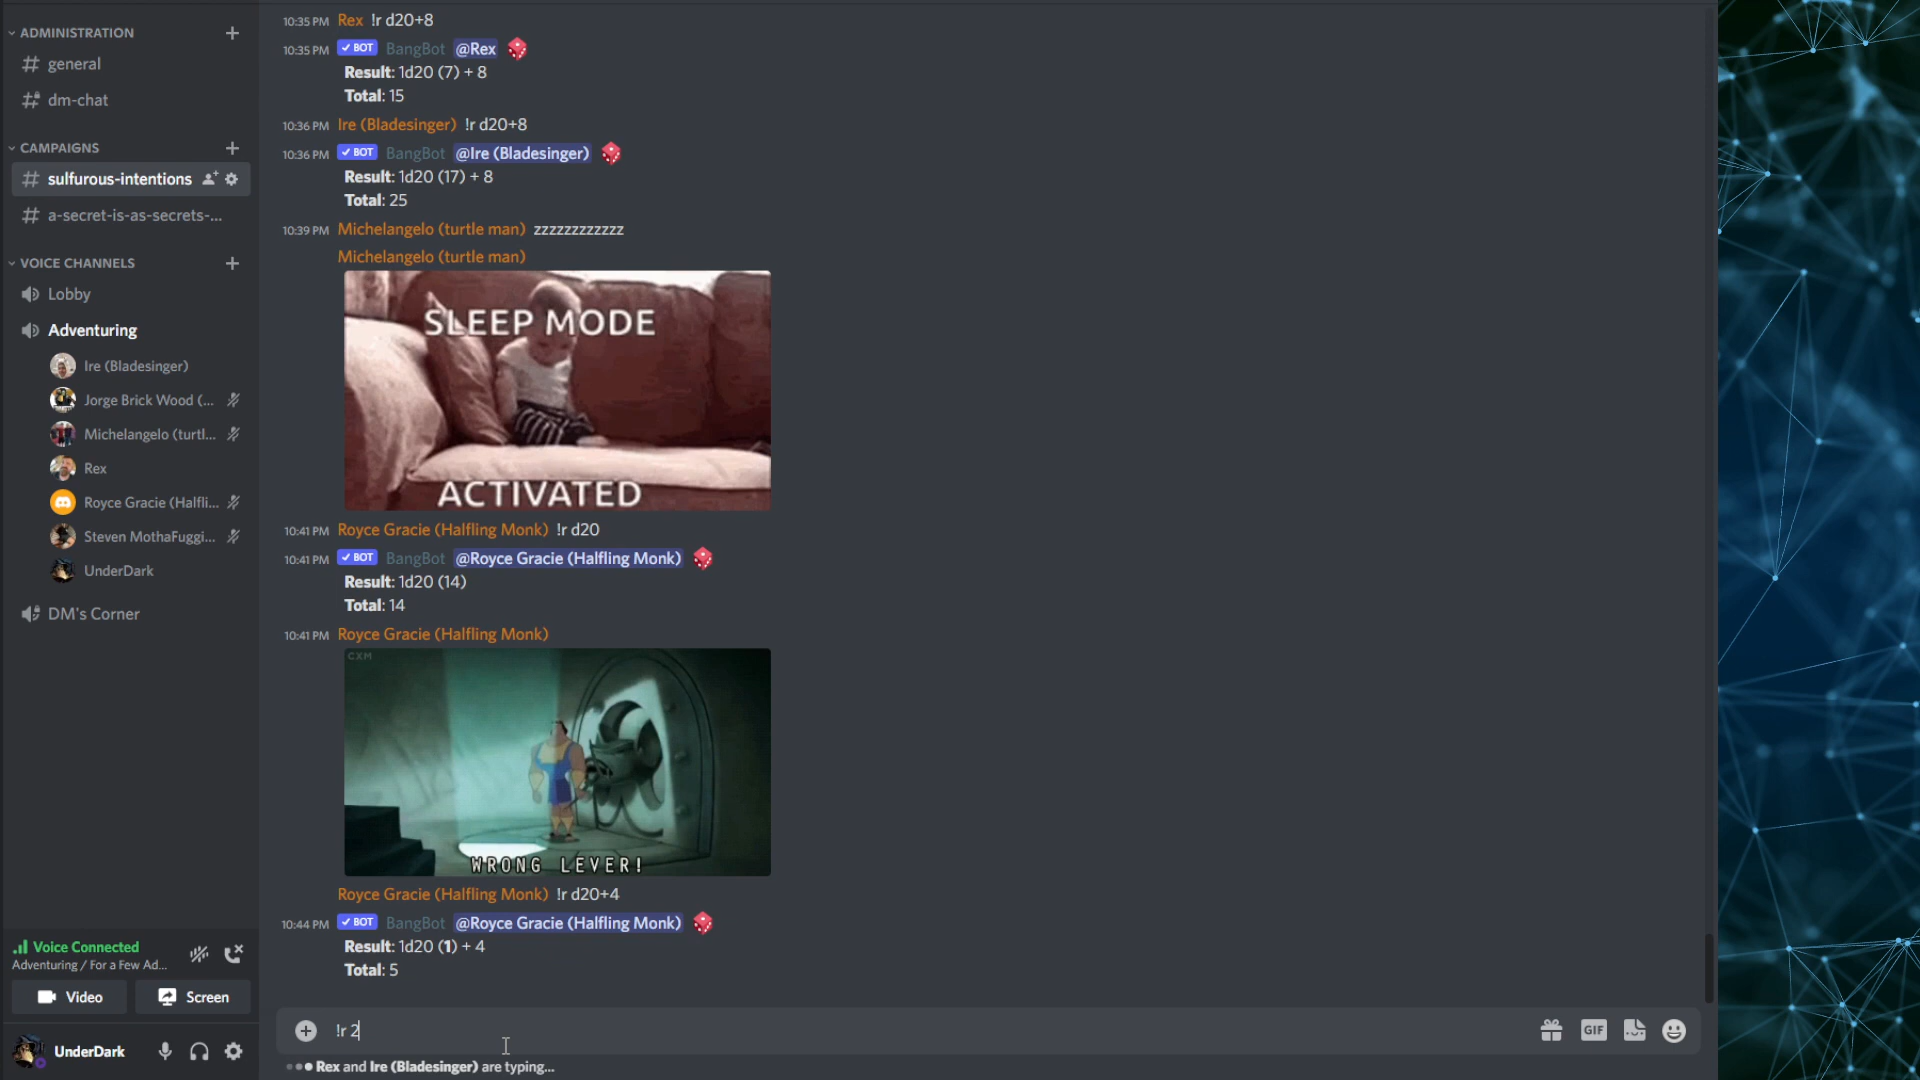 ADMINISTRATION
general
dm-chat
CAMPAIGNS
sulfurous-intentions
a-secret-is-as-secrets-...
VOICE CHANNELS
Lobby
Adventuring
Ire (Bladesinger)
Jorge Brick Wood (...
Michelangelo (turtl...
Rex
Royce Gracie (Halfli...
Steven MothaFuggi...
UnderDark
DM's Corner
Voice Connected
Adventuring / For a Few Ad...
Video Screen
UnderDark
10:35 PM Rex !r d20+8
10:35 PM BOT BangBot @Rex
Result: 1d20 (7) + 8
Total: 15
10:36 PM Ire (Bladesinger) !r d20+8
10:36 PM BOT BangBot @Ire (Bladesinger)
Result: 1d20 (17) + 8
Total: 25
10:39 PM Michelangelo (turtle man) zzzzzzzzzzzz
Michelangelo (turtle man)
SLEEP MODE
ACTIVATED
10:41 PM Royce Gracie (Halfling Monk) !r d20
10:41 PM BOT BangBot @Royce Gracie (Halfling Monk)
Result: 1d20 (14)
Total: 14
10:41 PM Royce Gracie (Halfling Monk)
CXM
WRONG LEVER!
Royce Gracie (Halfling Monk) !r d20+4
10:44 PM BOT BangBot @Royce Gracie (Halfling Monk)
Result: 1d20 (1) + 4
Total: 5
!r 2
GIF
Rex and Ire (Bladesinger) are typing...